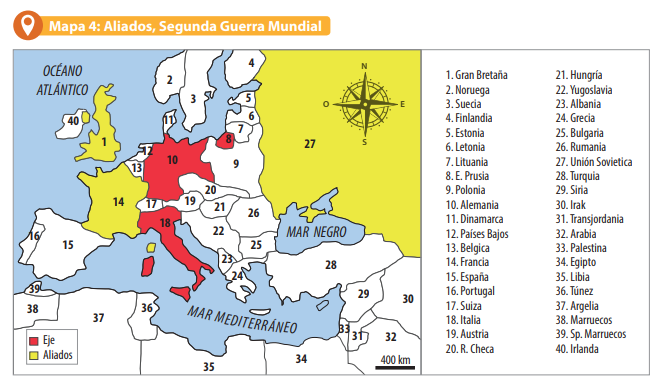 Mapa 4: Aliados, Segunda Guerra Mundial
OCÉANO
ATLÁNTICO
MAR NEGRO
MAR MEDITERRÁNEO
N
O
E
S
1
2
3
4
5
6
7
8
9
10
11
12
13
14
15
16
17
18
19
20
21
22
23
24
25
26
27
28
29
30
31
32
33
34
35
36
37
38
39
40
Eje
Aliados
400 km
1. Gran Bretaña
2. Noruega
3. Suecia
4. Finlandia
5. Estonia
6. Letonia
7. Lituania
8. E. Prusia
9. Polonia
10. Alemania
11. Dinamarca
12. Países Bajos
13. Belgica
14. Francia
15. España
16. Portugal
17. Suiza
18. Italia
19. Austria
20. R. Checa
21. Hungría
22. Yugoslavia
23. Albania
24. Grecia
25. Bulgaria
26. Rumania
27. Unión Sovietica
28. Turquia
29. Siria
30. Irak
31. Transjordania
32. Arabia
33. Palestina
34. Egipto
35. Libia
36. Túnez
37. Argelia
38. Marruecos
39. Sp. Marruecos
40. Irlanda